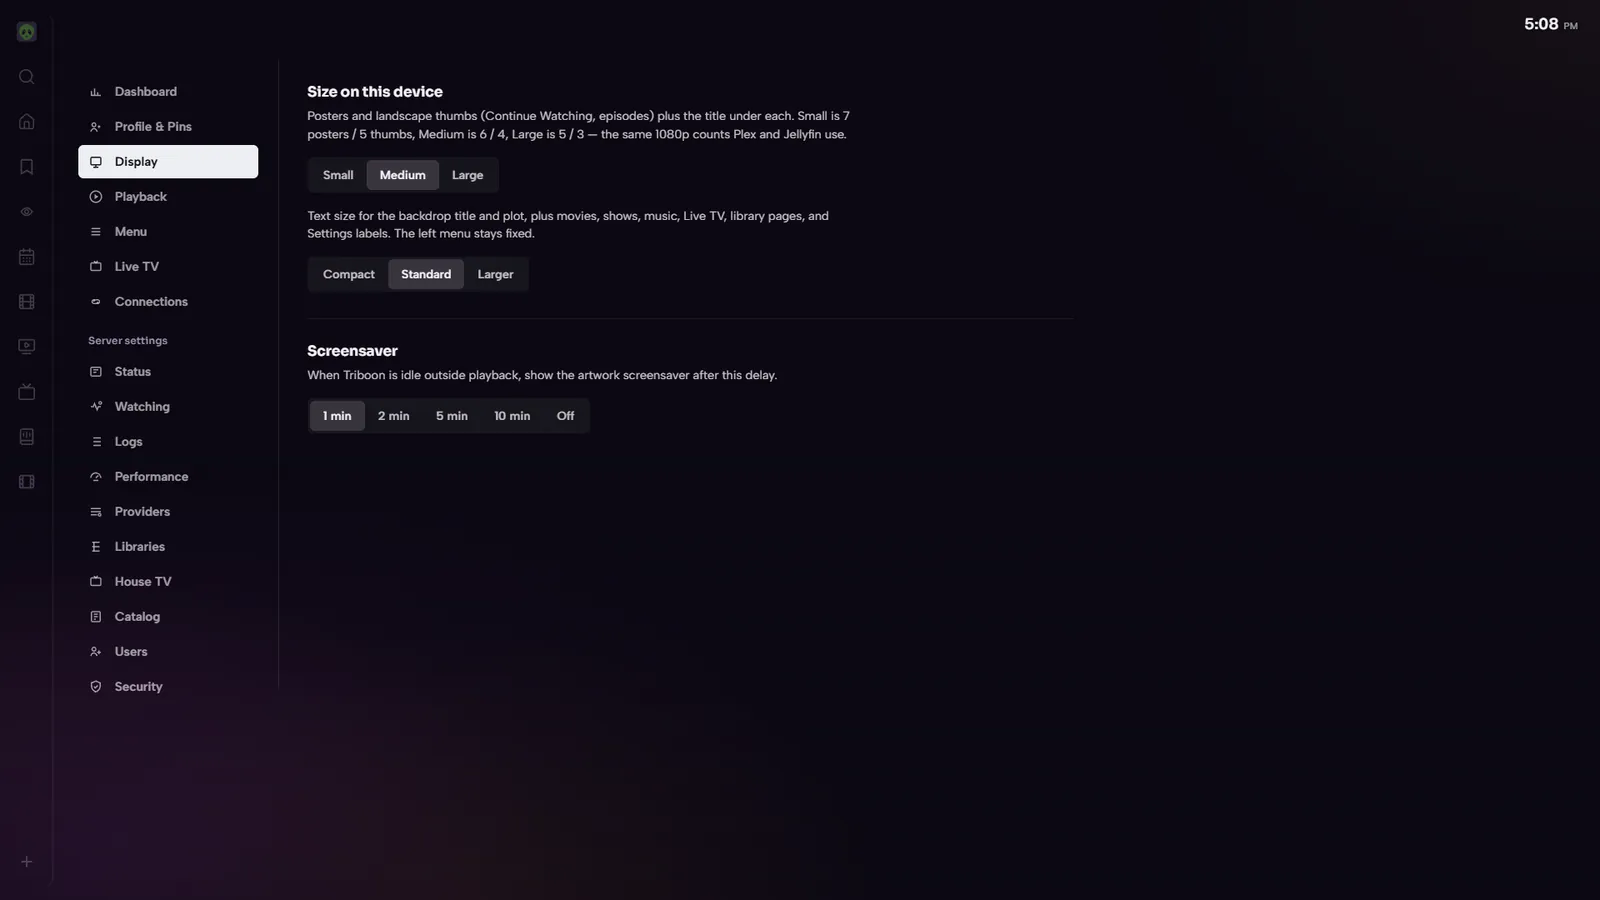 5:08 PM
Dashboard
Profile & Pins
Display
Playback
Menu
Live TV
Connections
Server settings
Status
Watching
Logs
Performance
Providers
Libraries
House TV
Catalog
Users
Security
Size on this device
Posters and landscape thumbs (Continue Watching, episodes) plus the title under each. Small is 7
posters / 5 thumbs, Medium is 6 / 4, Large is 5 / 3 — the same 1080p counts Plex and Jellyfin use.
Small Medium Large
Text size for the backdrop title and plot, plus movies, shows, music, Live TV, library pages, and
Settings labels. The left menu stays fixed.
Compact Standard Larger
Screensaver
When Triboon is idle outside playback, show the artwork screensaver after this delay.
1 min 2 min 5 min 10 min Off